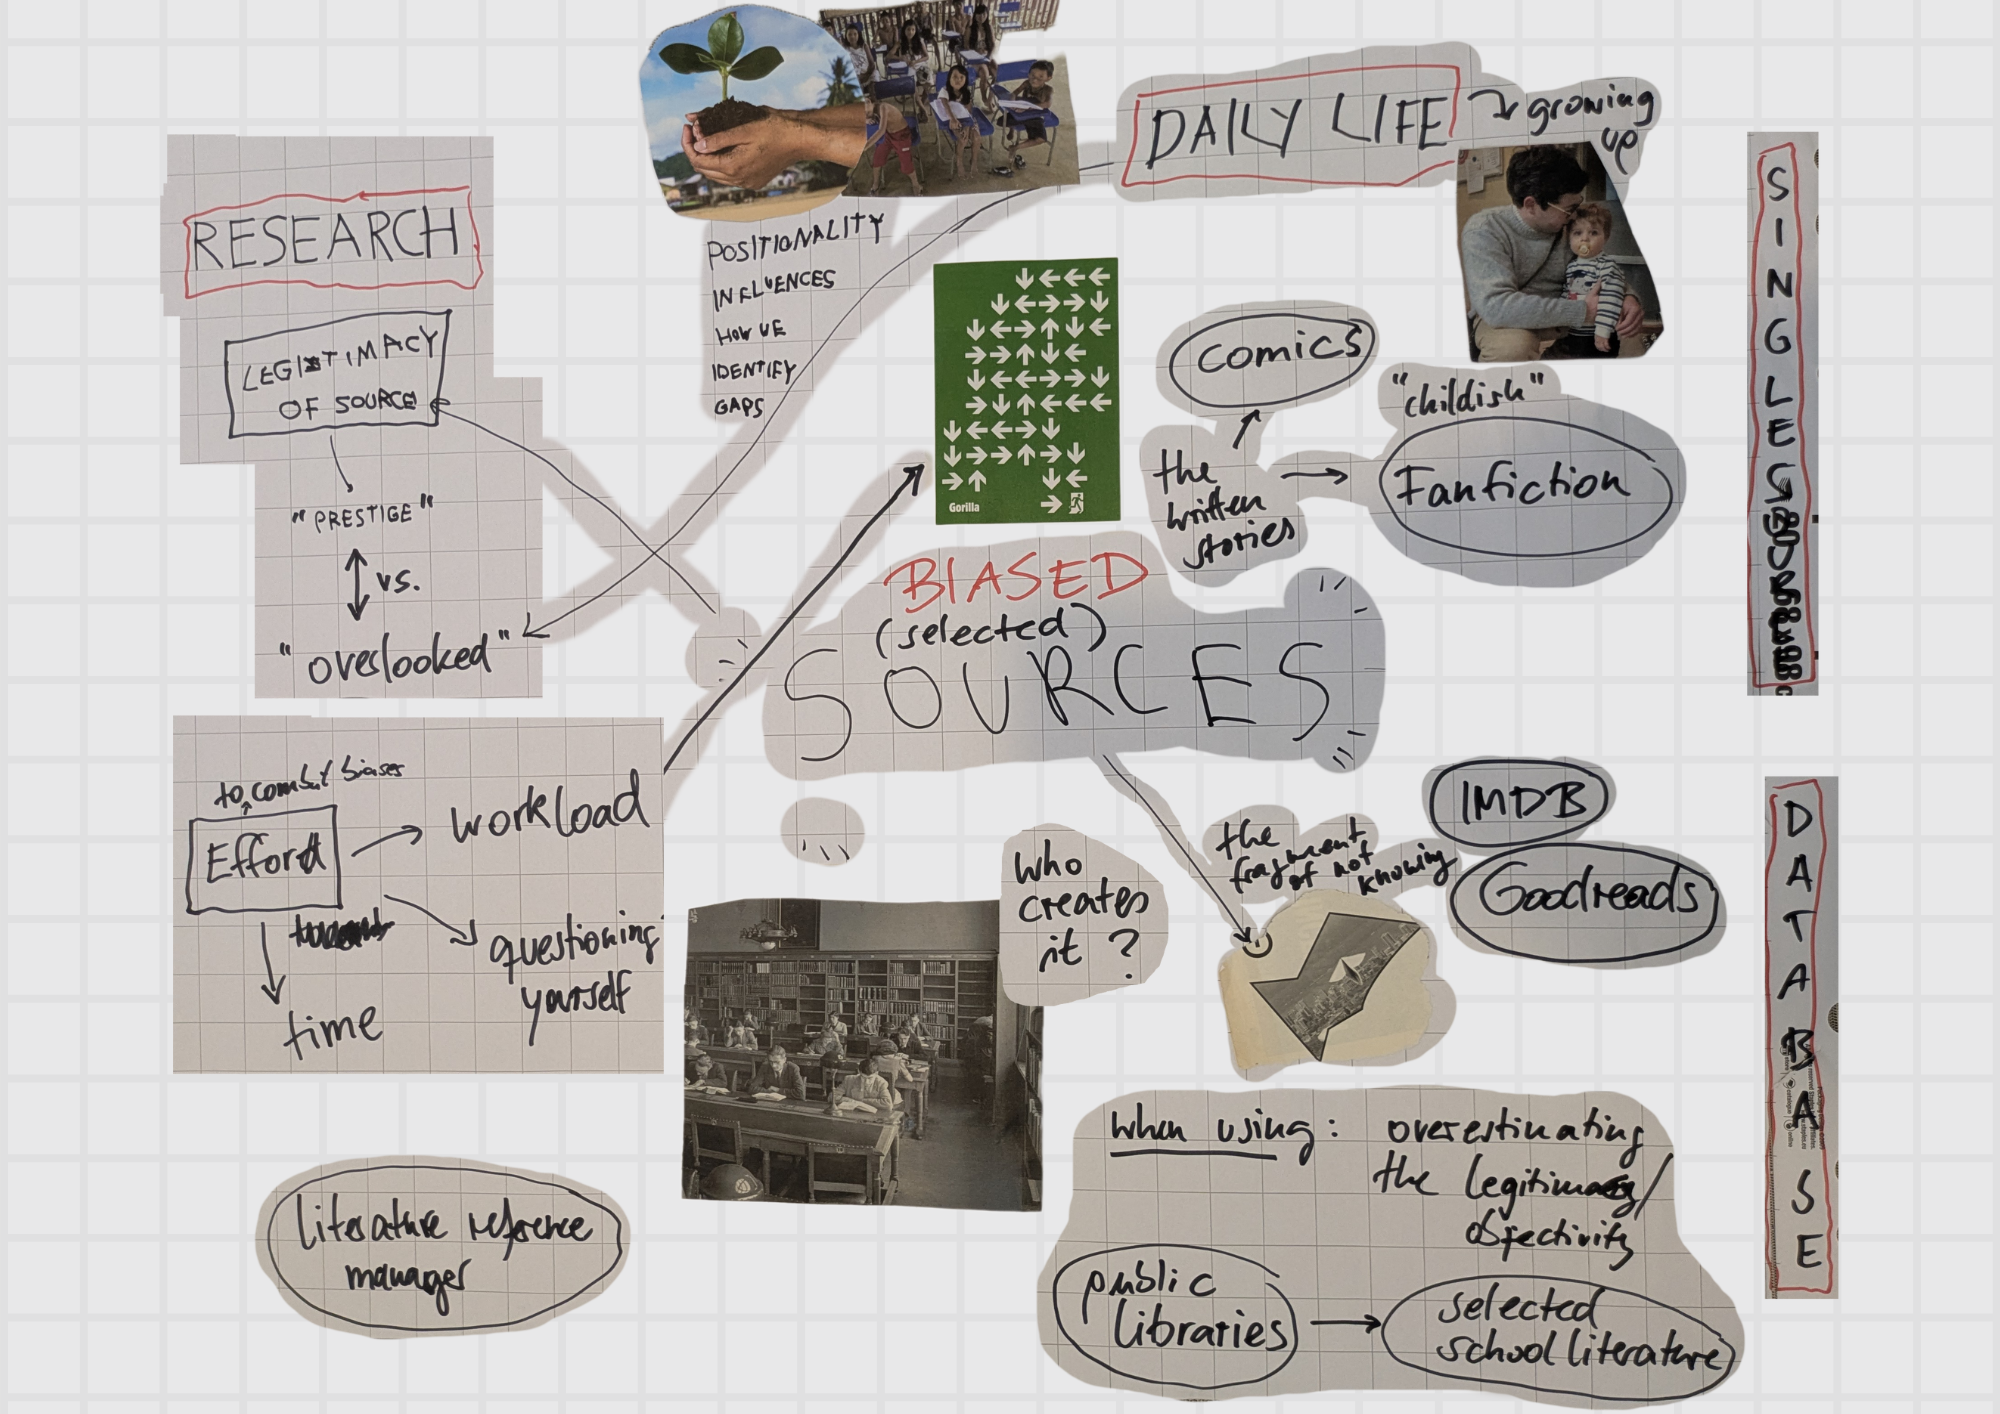 RESEARCH
LEGITIMACY
OF SOURCE
"PRESTIGE"
vs.
"overlooked"
POSITIONALITY
INFLUENCES
HOW WE
IDENTIFY
GAPS
DAILY LIFE
growing
up
Gorilla
comics
"childish"
the
written
stories
Fanfiction
BIASED
(selected)
SOURCES
SINGLE SOURCE
to combat biases
Effort
workload
questioning
yourself
time
who
creates
it?
the
fragment
of not
knowing
IMDB
Goodreads
DATABASE
Literature reference
manager
when using: overestimating
the legitimacy/
objectivity
public
libraries
selected
school literature